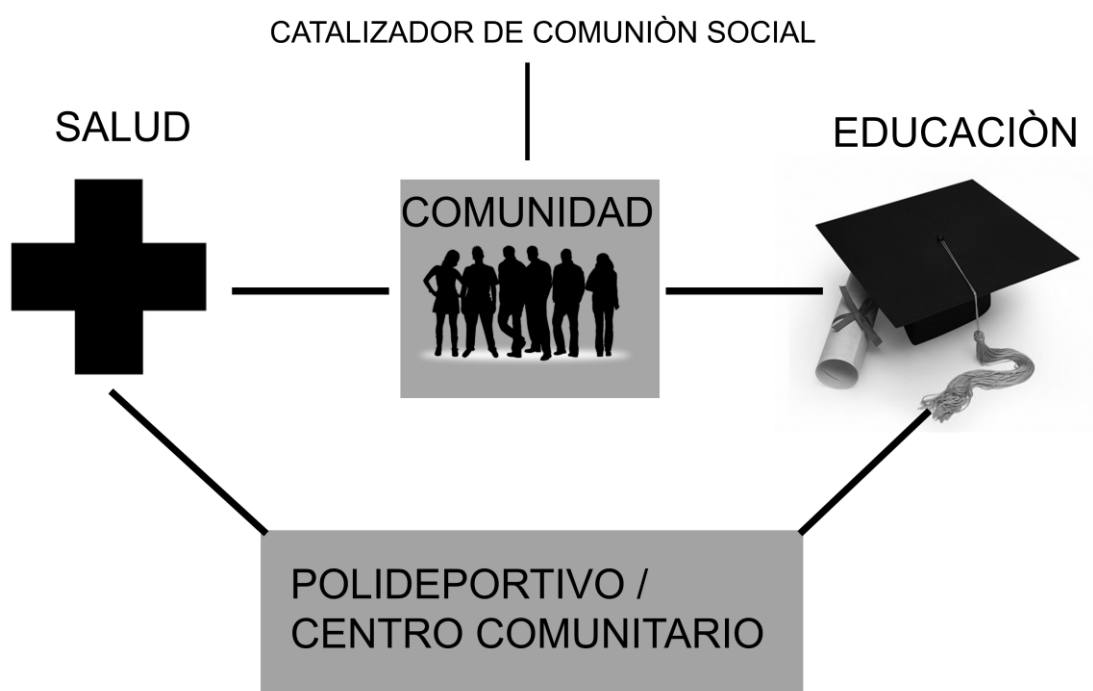 CATALIZADOR DE COMUNIÒN SOCIAL
SALUD
EDUCACIÒN
COMUNIDAD
POLIDEPORTIVO /
CENTRO COMUNITARIO